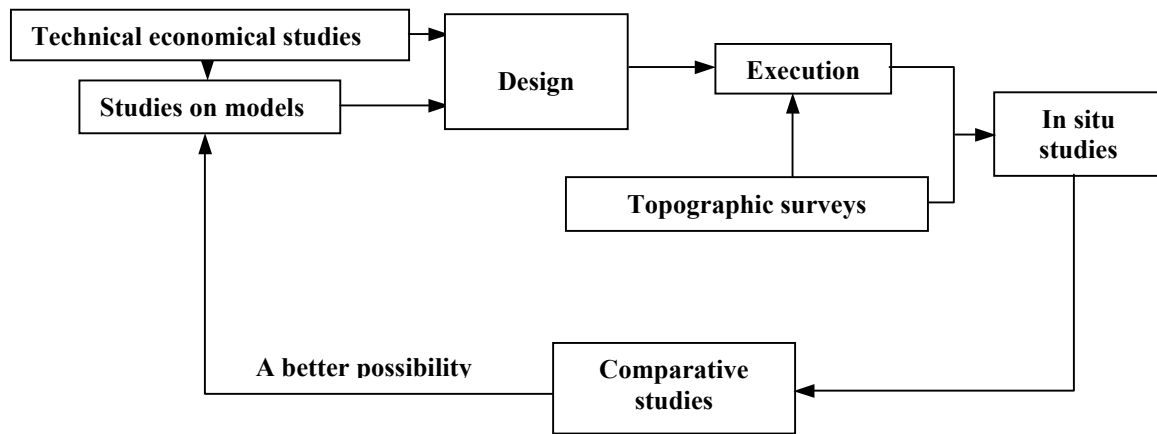 Technical economical studies
Studies on models
Design
Execution
In situ
studies
Topographic surveys
A better possibility
Comparative
studies